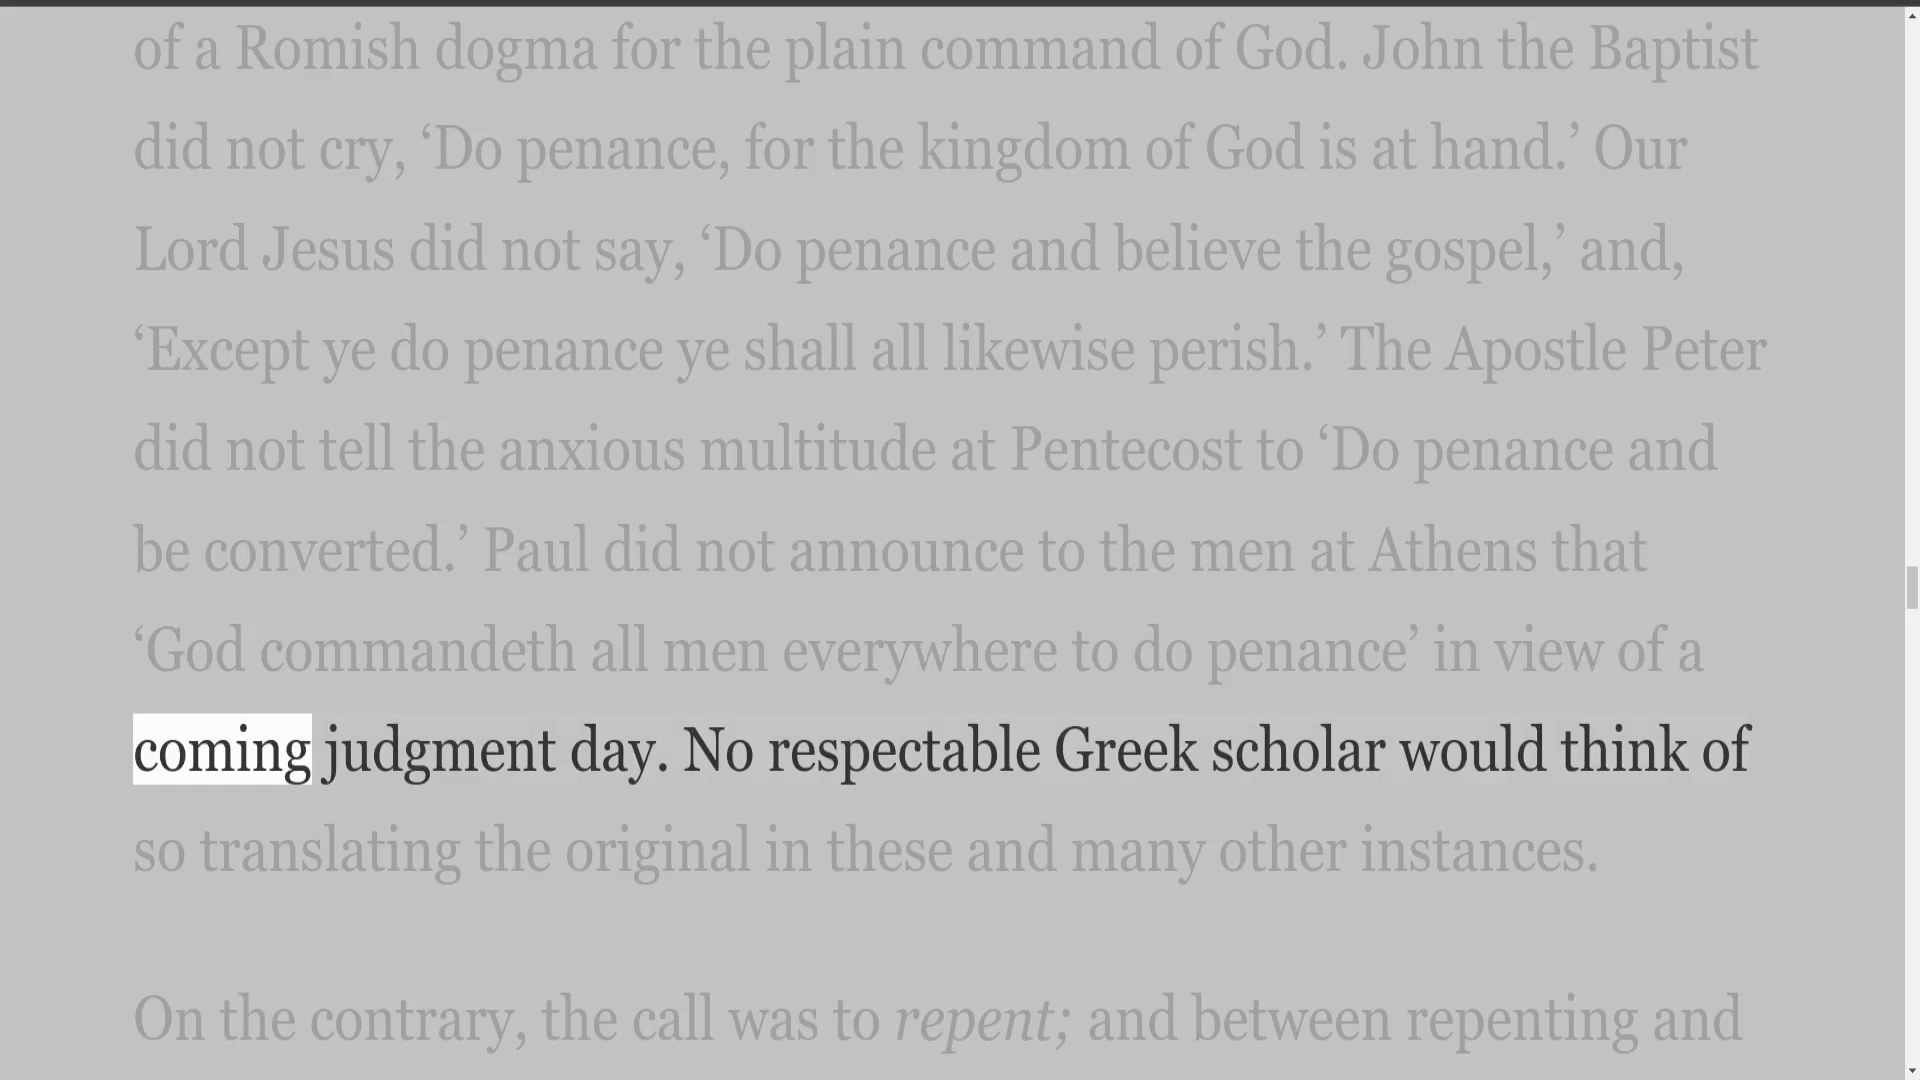 of a Romish dogma for the plain command of God. John the Baptist
did not cry, ‘Do penance, for the kingdom of God is at hand.’ Our
Lord Jesus did not say, ‘Do penance and believe the gospel,’ and,
‘Except ye do penance ye shall all likewise perish.’ The Apostle Peter
did not tell the anxious multitude at Pentecost to ‘Do penance and
be converted.’ Paul did not announce to the men at Athens that
‘God commandeth all men everywhere to do penance’ in view of a
coming judgment day. No respectable Greek scholar would think of
so translating the original in these and many other instances.
On the contrary, the call was to repent; and between repenting and